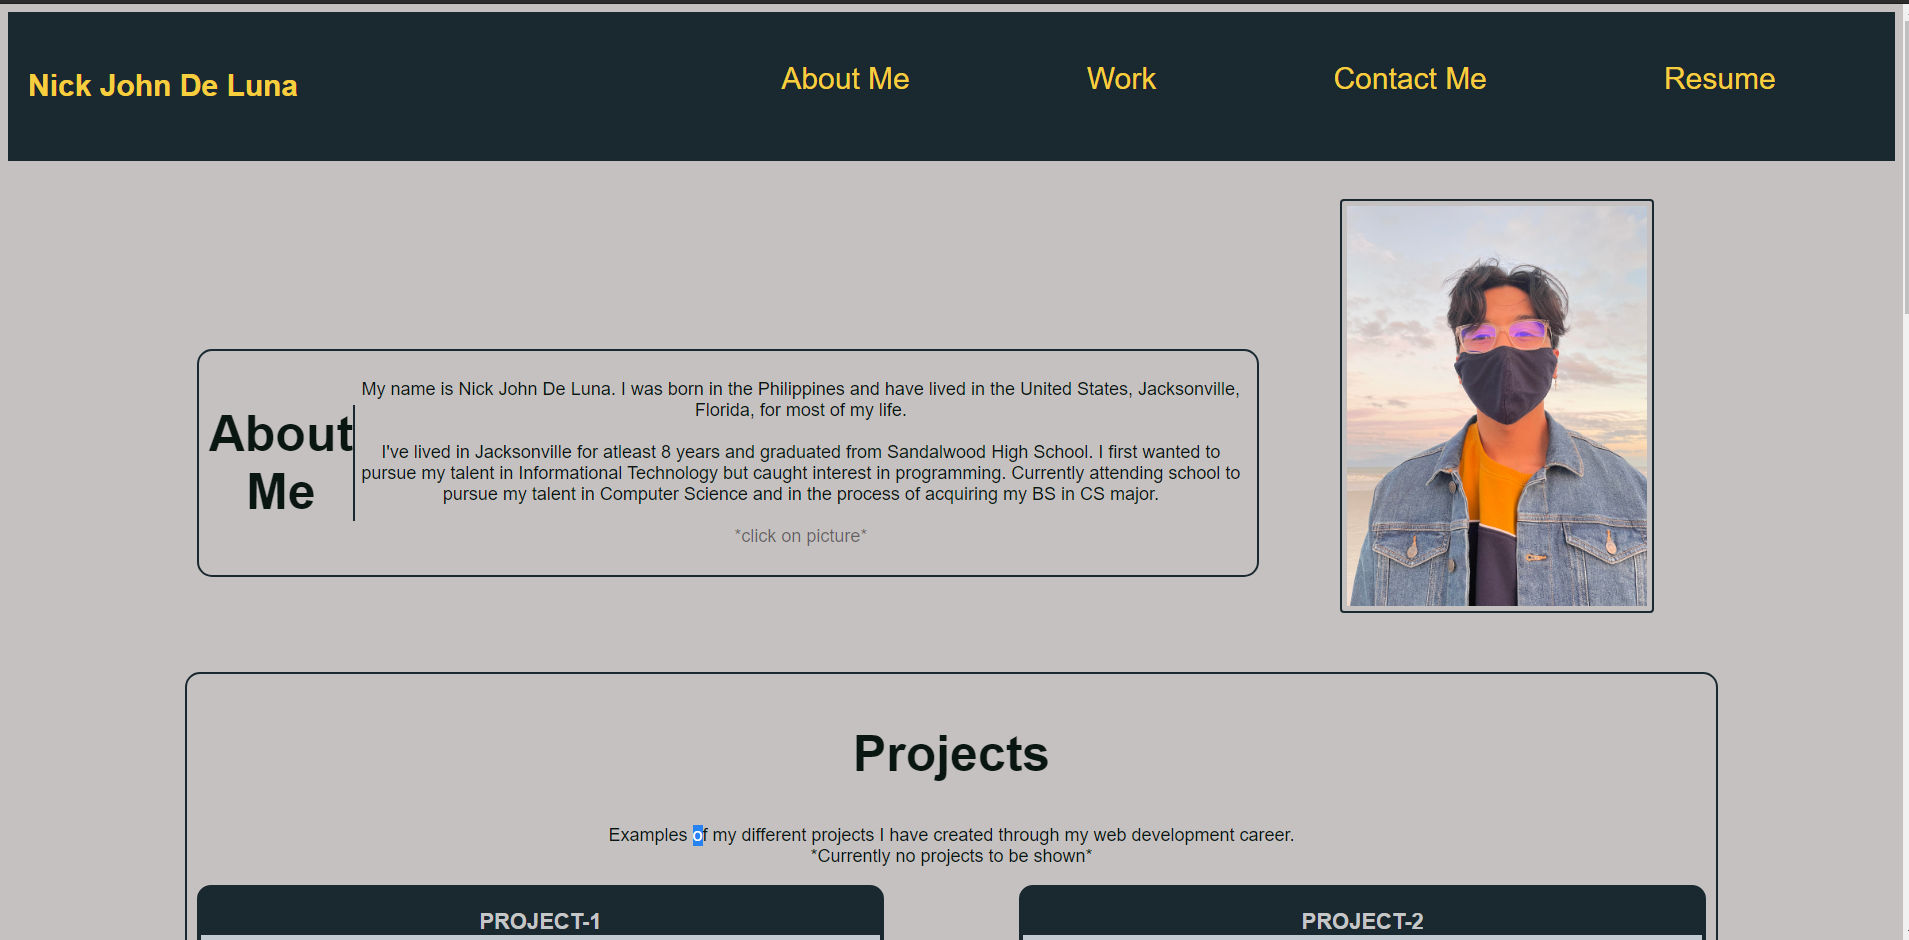 Nick John De Luna
About Me
Work
Contact Me
Resume
About
Me
My name is Nick John De Luna. I was born in the Philippines and have lived in the United States, Jacksonville,
Florida, for most of my life.
I've lived in Jacksonville for atleast 8 years and graduated from Sandalwood High School. I first wanted to
pursue my talent in Informational Technology but caught interest in programming. Currently attending school to
pursue my talent in Computer Science and in the process of acquiring my BS in CS major.
*click on picture*
Projects
Examples of my different projects I have created through my web development career.
*Currently no projects to be shown*
PROJECT-1
PROJECT-2